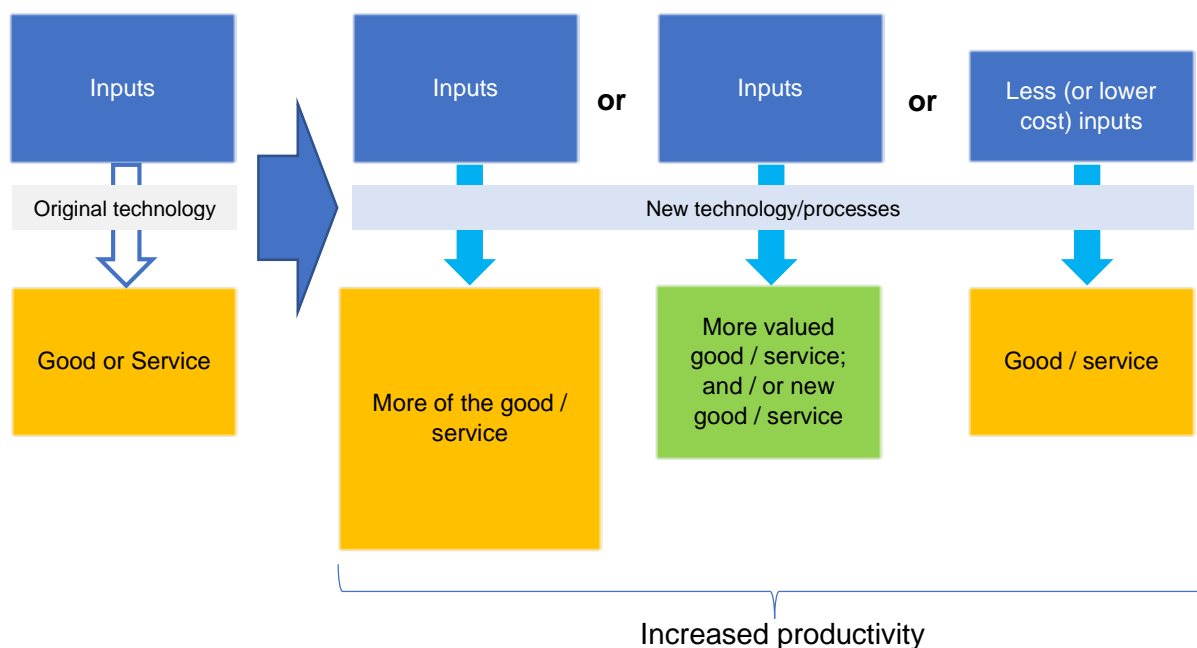 Inputs
Inputs
or
Inputs
or
Less (or lower
cost) inputs
Original technology
New technology/processes
Good or Service
More of the good /
service
More valued
good / service;
and / or new
good / service
Good / service
Increased productivity